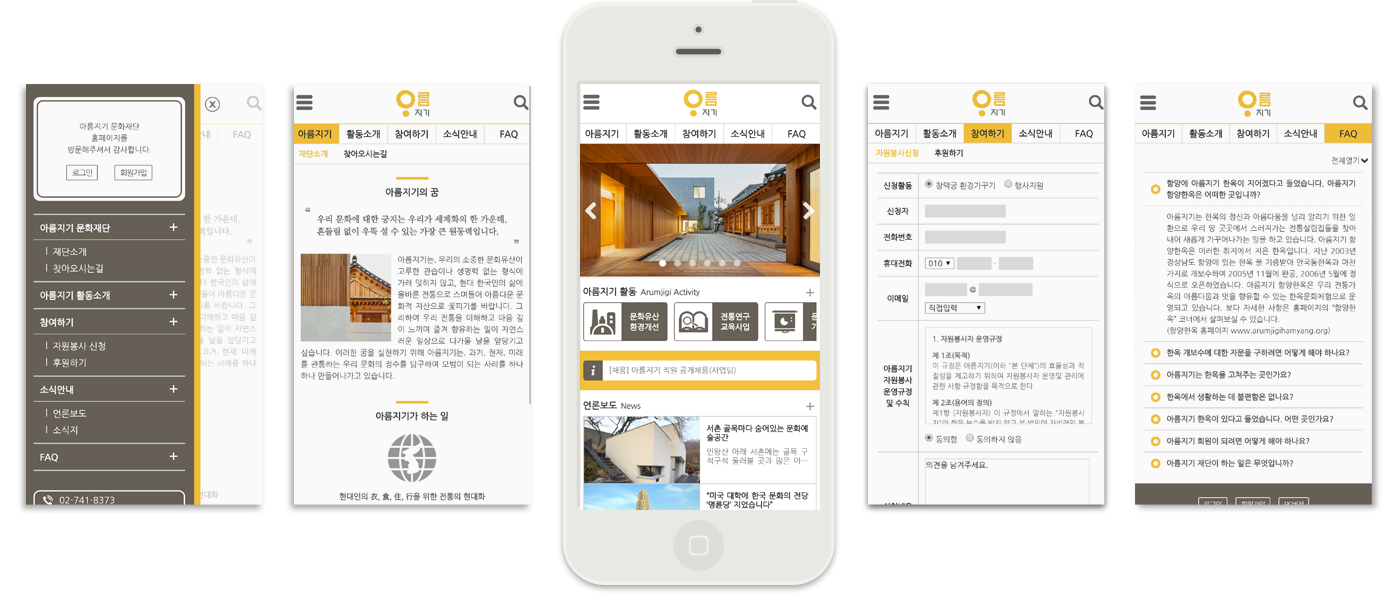 아름지기 문화재단
홈페이지를
방문해주셔서 감사합니다.
로그인
회원가입
아름지기 문화재단
재단소개
찾아오시는길
아름지기 활동소개
참여하기
자원봉사 신청
후원하기
소식안내
언론보도
소식지
FAQ
02-741-8373
FAQ
름
지기
아름지기 활동소개 참여하기 소식안내 FAQ
재단소개 찾아오시는길
아름지기의 꿈
“ 우리 문화에 대한 긍지는 우리가 세계화의 한 가운데,
흔들림 없이 우뚝 설 수 있는 가장 큰 원동력입니다. ”
아름지기는, 우리의 소중한 문화유산이
고루한 관습이나 생명력 없는 형식에
가려 잊히지 않고, 현대 한국인의 삶에
올바른 전통으로 스며들어 아름다운 문
화적 자산으로 꽃피기를 바랍니다. 그
리하여 우리 전통을 이해하고 마음 깊
이 느끼며 즐겨 향유하는 일이 자연스
러운 일상으로 다가올 날을 앞당기고
싶습니다. 이러한 꿈을 실현하기 위해 아름지기는, 과거, 현재, 미래
를 관통하는 우리 문화의 정수를 탐구하며 모범이 되는 사례를 하나
하나 만들어나가고 있습니다.
아름지기가 하는 일
현대인의 衣, 食, 住, 行을 위한 전통의 현대화
름
지기
아름지기 활동소개 참여하기 소식안내 FAQ
아름지기 활동 Arumjigi Activity
문화유산
환경개선
전통연구
교육사업
[채용] 아름지기 직원 공개채용(사업팀)
언론보도 News
서촌 골목마다 숨어있는 문화예
술공간
인왕산 아래 서촌에는 골목 구
석구석 둘러볼 곳과 많은 이…
"미국 대학에 한국 문화의 전당
'명륜당' 지었습니다"
름
지기
아름지기 활동소개 참여하기 소식안내 FAQ
자원봉사신청 후원하기
신청활동 창덕궁 환경가꾸기 행사지원
신청자
전화번호
휴대전화 010 -
이메일 @
직접입력
아름지기
자원봉사
운영규정
및 수칙
1. 자원봉사자 운영규정
제 1조(목적)
이 규정은 아름지기(이하 "본 단체")의 효율성과 적
질성을 제고하기 위하여 자원봉사자 운영및 관리에
관한 사항 규정함을 목적으로 한다.
제 2조(용어의 정의)
제1항 (자원봉사자) 이 규정에서 말하는 "자원봉사
동의함 동의하지 않음
의견을 남겨주세요.
름
지기
아름지기 활동소개 참여하기 소식안내 FAQ
전체열기
함양에 아름지기 한옥이 지어졌다고 들었습니다, 아름지기
함양한옥은 어떠한 곳입니까?
아름지기는 한옥의 정신과 아름다움을 널리 알리기 위한 일
환으로 우리 땅 곳곳에서 스러져가는 전통살림집들을 찾아
내어 새롭게 가꾸어나가는 일을 하고 있습니다. 아름지기 함
양한옥은 이러한 취지에서 지은 한옥입니다. 지난 2003년
경상남도 함양에 있는 한옥 을 기증받아 안국동한옥과 마찬
가지로 개보수하여 2005년 11월에 완공, 2006년 5월에 정
식으로 오픈하였습니다. 아름지기 함양한옥은 우리 전통가
옥의 아름다움과 멋을 향유할 수 있는 한옥문화체험으로 운
영되고 있습니다. 보다 자세한 사항은 홈페이지의 "함양한
옥" 코너에서 살펴보실 수 있습니다.
(함양한옥 홈페이지 www.arumjigihamyang.org)
한옥 개보수에 대한 자문을 구하려면 어떻게 해야 하나요?
아름지기는 한옥을 고쳐주는 곳인가요?
한옥에서 생활하는 데 불편함은 없나요?
아름지기 한옥이 있다고 들었습니다. 어떤 곳인가요?
아름지기 회원이 되려면 어떻게 해야 하나요?
아름지기 재단이 하는 일은 무엇입니까?